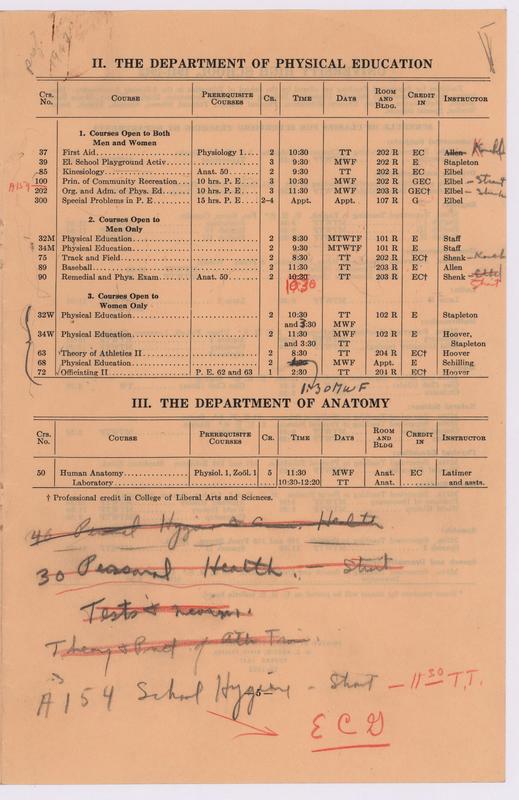 II. THE DEPARTMENT OF PHYSICAL EDUCATION
CRS. NO. COURSE PREREQUISITE COURSES CR. TIME DAYS ROOM AND BLDG. CREDIT IN INSTRUCTOR
1. Courses Open to Both
Men and Women
37 First Aid Physiology 1 2 10:30 TT 202 R EC Allen
39 El. School Playground Activ. 3 9:30 MWF 202 R E Stapleton
85 Kinesiology Anat. 50 2 9:30 TT 202 R EC Elbel
100 Prin. of Community Recreation 10 hrs. P. E. 3 10:30 MWF 202 R GEC Elbel - Strait
A154
202 Org. and Adm. of Phys. Ed. 10 hrs. P. E. 3 11:30 MWF 203 R GEC† Elbel
300 Special Problems in P. E. 15 hrs. P. E. 2-4 Appt. Appt. 107 R G Elbel
2. Courses Open to
Men Only
32M Physical Education 2 8:30 MTWTF 101 R E Staff
34M Physical Education 2 9:30 MTWTF 101 R E Staff
75 Track and Field 2 8:30 TT 202 R EC† Shenk
89 Baseball 2 11:30 TT 203 R E Allen
90 Remedial and Phys. Exam. Anat. 50 2 10:30 TT 203 R EC† Shenk
10:30 Strait
3. Courses Open to
Women Only
32W Physical Education 2 10:30 TT 102 R E Stapleton
and 3:30 MWF
34W Physical Education 2 11:30 MWF 102 R E Hoover,
and 3:30 TT Stapleton
63 Theory of Athletics II 2 8:30 TT 204 R EC† Hoover
68 Physical Education 2 MWF Appt. E Schilling
72 Officiating II P. E. 62 and 63 1 2:30 TT 204 R EC† Hoover
1:30 MWF
III. THE DEPARTMENT OF ANATOMY
CRS. NO. COURSE PREREQUISITE COURSES CR. TIME DAYS ROOM AND BLDG. CREDIT IN INSTRUCTOR
50 Human Anatomy Physiol. 1, Zoöl. 1 5 11:30 MWF Anat. EC Latimer
Laboratory 10:30-12:20 TT Anat. and assts.
† Professional credit in College of Liberal Arts and Sciences.
Hygiene & Health
30 Personal Health - Strait
Tests &
Theory & Pract. of Ath Train.
A154 School Hygiene - Strait - 11 30 T.T.
—5—
E C G